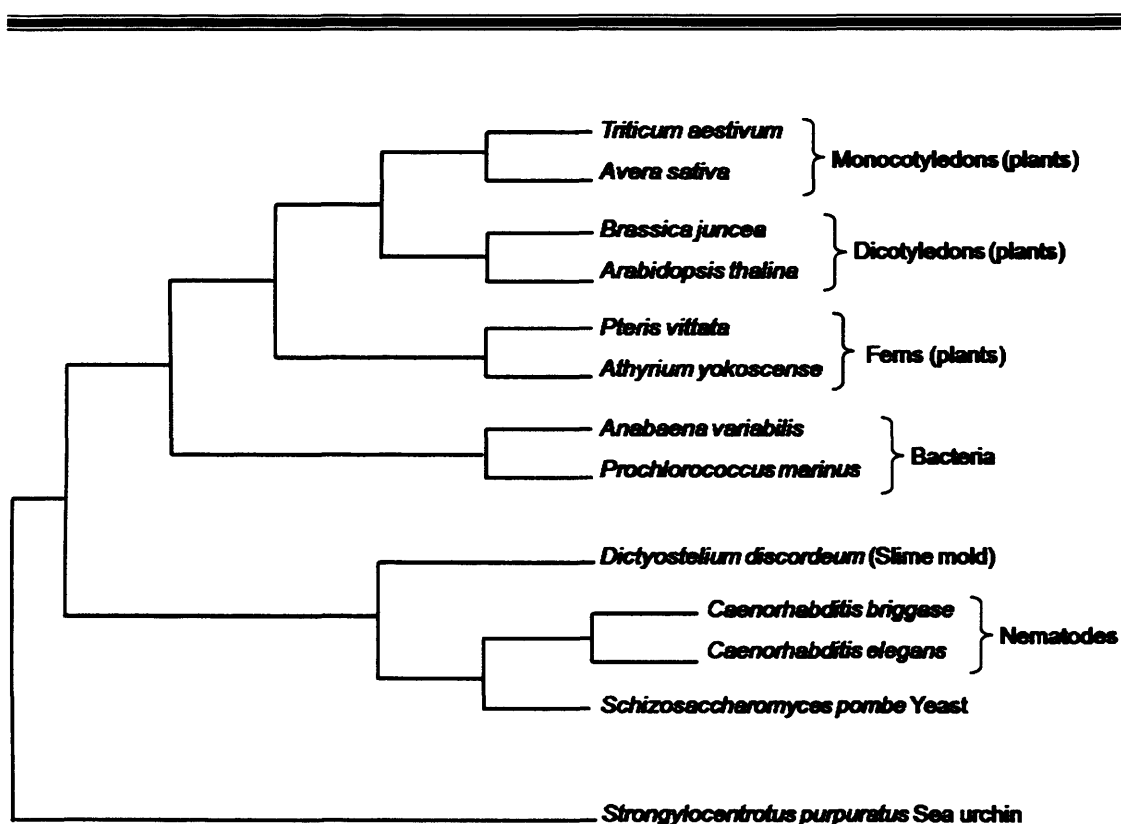 Triticum aestivum
Avera sativa
Monocotyledons (plants)
Brassica juncea
Arabidopsis thalina
Dicotyledons (plants)
Pteris vittata
Athyrium yokoscense
Ferns (plants)
Anabaena variabilis
Prochlorococcus marinus
Bacteria
Dictyostelium discordeum (Slime mold)
Caenorhabditis briggase
Caenorhabditis elegans
Nematodes
Schizosaccharomyces pombe Yeast
Strongylocentrotus purpuratus Sea urchin